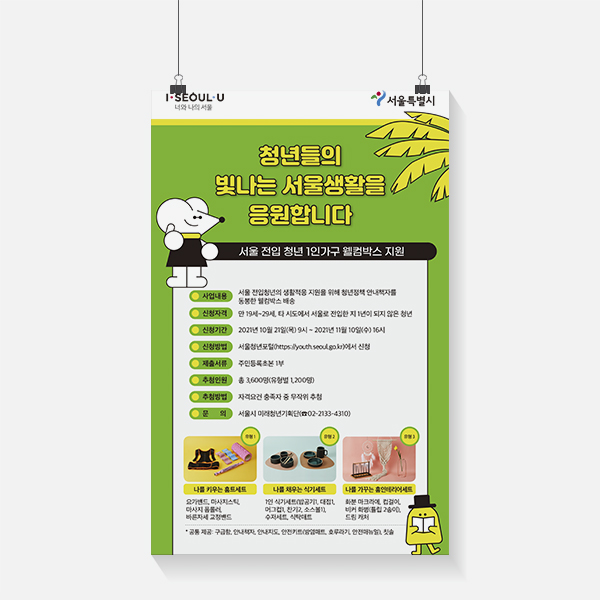 I·SEOUL·U
너와 나의 서울
서울특별시
청년들의
빛나는 서울생활을
응원합니다
서울 전입 청년 1인가구 웰컴박스 지원
사업내용 서울 전입청년의 생활적응 지원을 위해 청년정책 안내책자를
동봉한 웰컴박스 배송
신청자격 만 19세~29세, 타 시도에서 서울로 전입한 지 1년이 되지 않은 청년
신청기간 2021년 10월 21일(목) 9시 ~ 2021년 11월 10일(수) 16시
신청방법 서울청년포털(https://youth.seoul.go.kr)에서 신청
제출서류 주민등록초본 1부
추첨인원 총 3,600명(유형별 1,200명)
추첨방법 자격요건 충족자 중 무작위 추첨
문 의 서울시 미래청년기획단(☎02-2133-4310)
유형 1
유형 2
유형 3
나를 키우는 홈트세트
나를 채우는 식기세트
나를 가꾸는 홈인테리어세트
요가밴드, 마사지스틱,
마사지 폼롤러,
바른자세 교정밴드
1인 식기세트(밥공기1, 대접1,
머그컵1, 찬기2, 소스볼1),
수저세트, 식탁매트
화분 마크라메, 컵걸이,
비커 화병(튤립 2송이),
드림 캐처
* 공통 제공: 구급함, 안내책자, 안내지도, 안전키트(방염매트, 호루라기, 안전매뉴얼), 칫솔